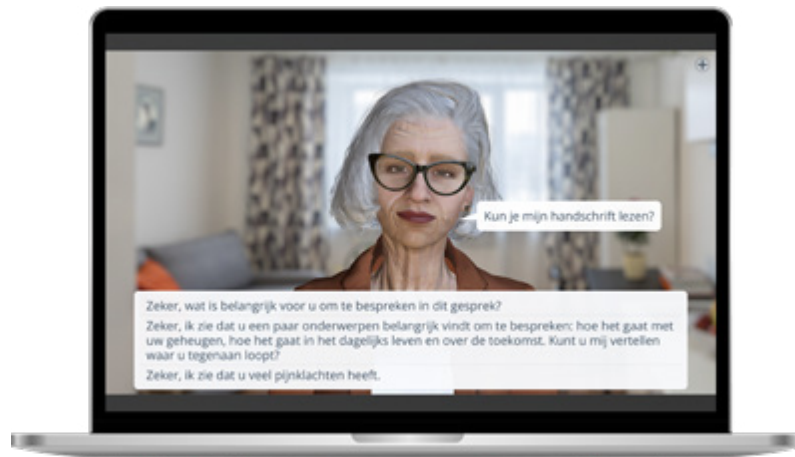 Kun je mijn handschrift lezen?
Zeker, wat is belangrijk voor u om te bespreken in dit gesprek?
Zeker, ik zie dat u een paar onderwerpen belangrijk vindt om te bespreken: hoe het gaat met
uw geheugen, hoe het gaat in het dagelijks leven en over de toekomst. Kunt u mij vertellen
waar u tegenaan loopt?
Zeker, ik zie dat u veel pijnklachten heeft.